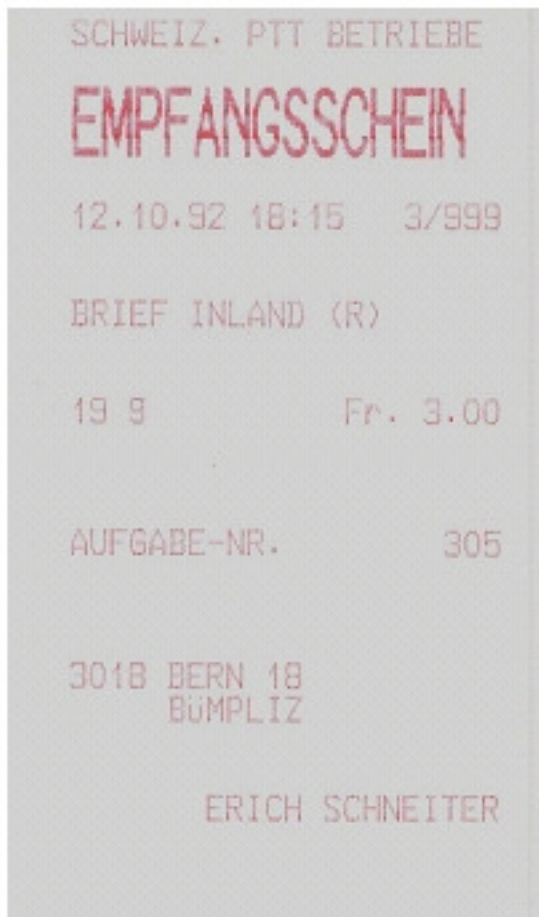 SCHWEIZ. PTT BETRIEBE
EMPFANGSSCHEIN
12.10.92 18:15 3/999
BRIEF INLAND (R)
19 g Fr. 3.00
AUFGABE-NR. 305
3018 BERN 18
BüMPLIZ
ERICH SCHNEITER